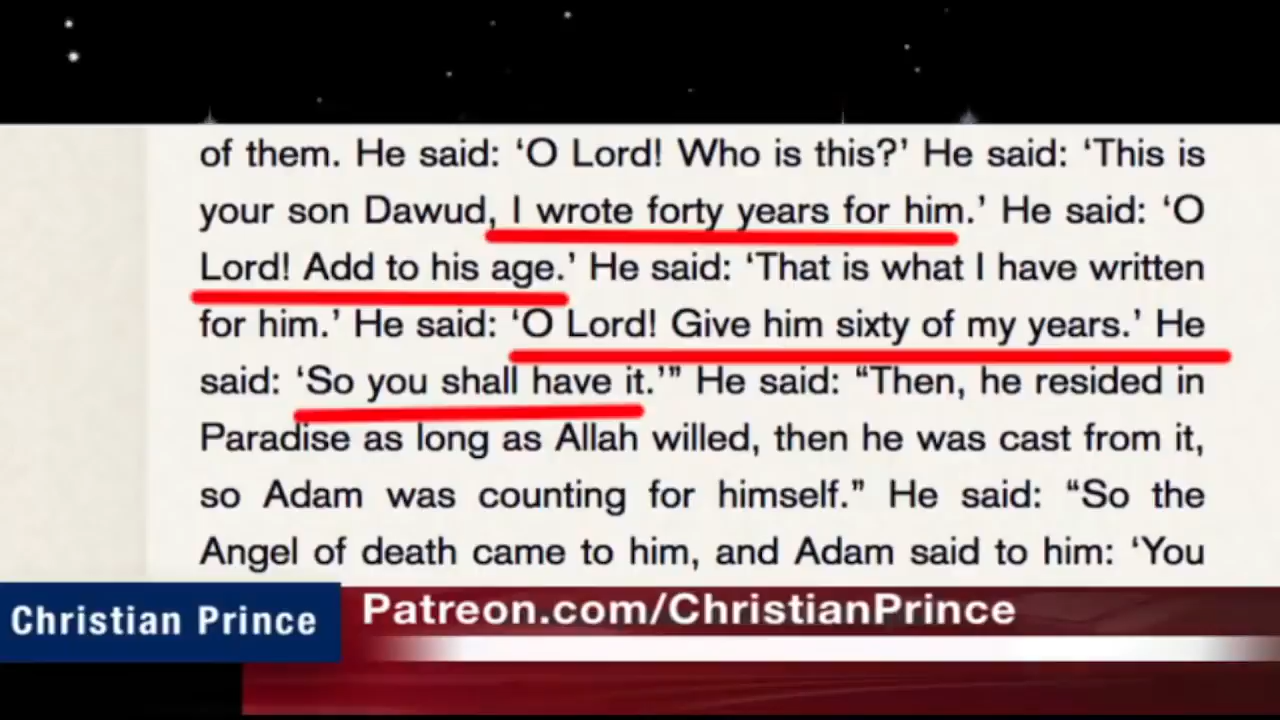 of them. He said: ‘O Lord! Who is this?’ He said: ‘This is
your son Dawud, I wrote forty years for him.’ He said: ‘O
Lord! Add to his age.’ He said: ‘That is what I have written
for him.’ He said: ‘O Lord! Give him sixty of my years.’ He
said: ‘So you shall have it.’” He said: “Then, he resided in
Paradise as long as Allah willed, then he was cast from it,
so Adam was counting for himself.” He said: “So the
Angel of death came to him, and Adam said to him: ‘You
Christian Prince
Patreon.com/ChristianPrince